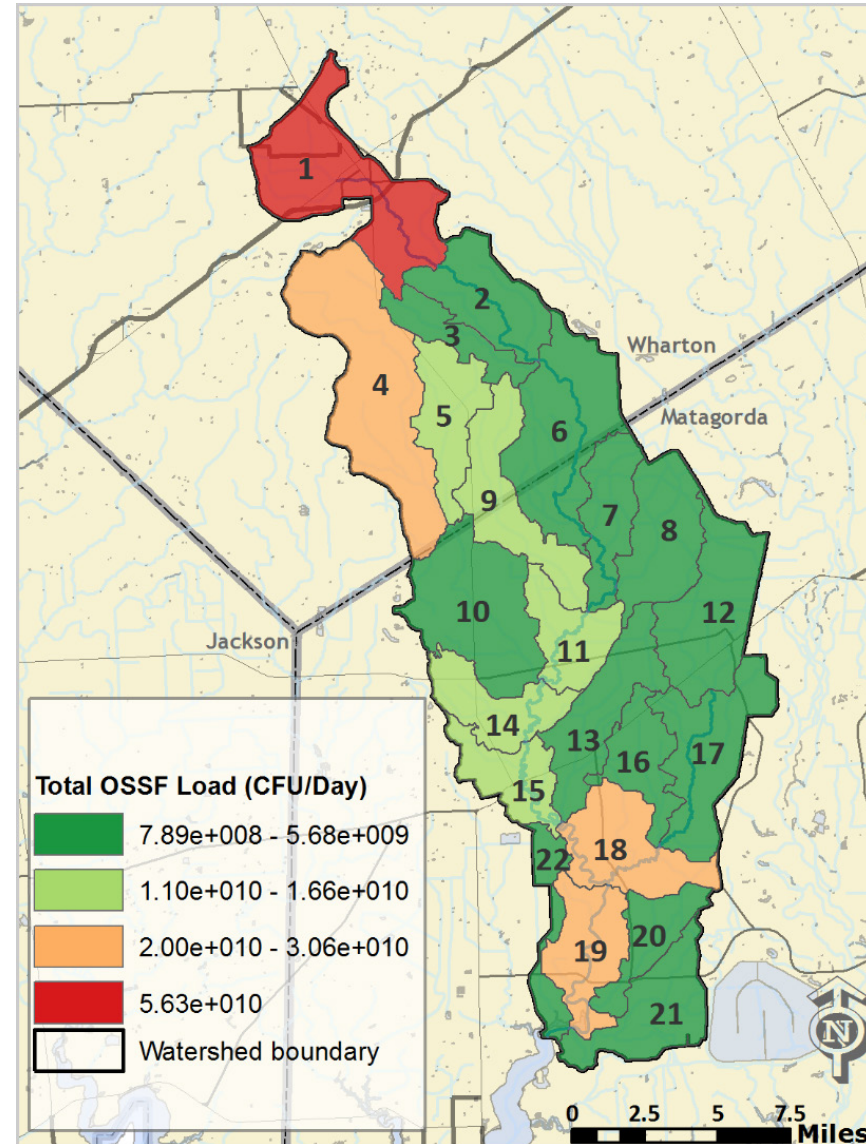 1
2
3
Wharton
4
Matagorda
5
6
9
7
8
10
12
Jackson
11
14
13
16
17
15
18
22
20
19
21
Total OSSF Load (CFU/Day)
7.89e+008 - 5.68e+009
1.10e+010 - 1.66e+010
2.00e+010 - 3.06e+010
5.63e+010
Watershed boundary
N
0 2.5 5 7.5
Miles